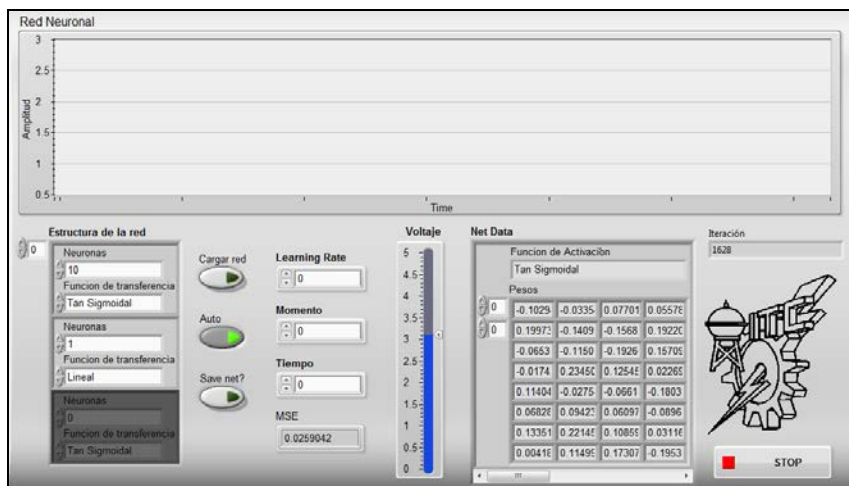 Red Neuronal
3
2.5
2
1.5
1
0.5
Amplitud
Time
Estructura de la red
0
Neuronas
10
Funcion de transferencia
Tan Sigmoidal
Neuronas
1
Funcion de transferencia
Lineal
Neuronas
0
Funcion de transferencia
Tan Sigmoidal
Cargar red
Auto
Save net?
Learning Rate
0
Momento
0
Tiempo
0
MSE
0.0259042
Voltaje
5
4.5
4
3.5
3
2.5
2
1.5
1
0.5
0
Net Data
Funcion de Activaciòn
Tan Sigmoidal
Pesos
0
0
-0.1029 -0.0335 0.07701 0.05578
0.19973 -0.1409 -0.1568 0.19220
-0.0653 -0.1150 -0.1926 0.15709
-0.0174 0.23450 0.12545 0.02269
0.11404 -0.0275 -0.0661 -0.1803
0.06828 0.09423 0.06097 -0.0896
0.13351 0.22145 0.10859 0.03116
0.00418 0.11499 0.17307 -0.1953
Iteración
1628
STOP